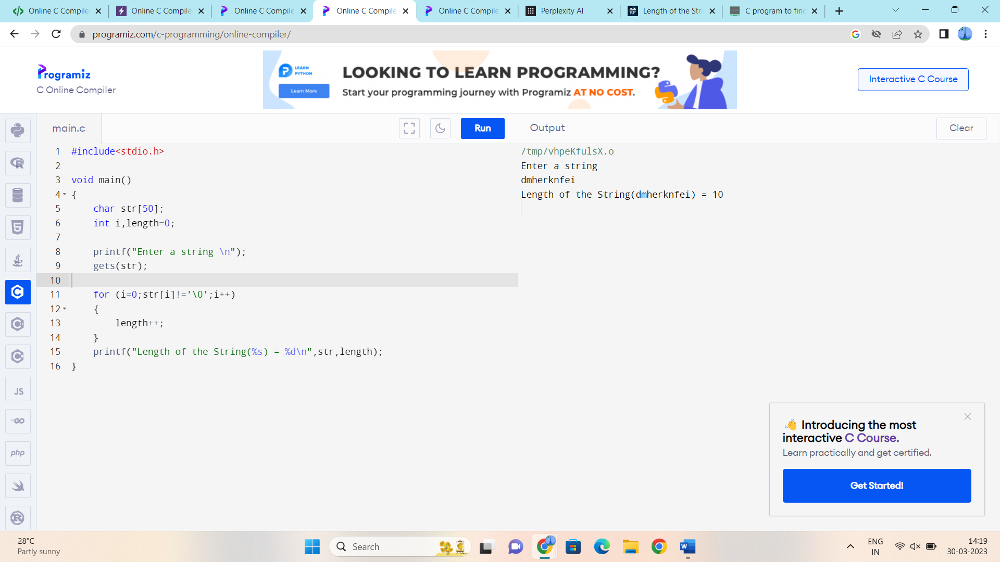 Online C Compile
Online C Compile
Online C Compile
Online C Compile
Online C Compile
Perplexity AI
Length of the Stri
C program to find
programiz.com/c-programming/online-compiler/
Programiz
C Online Compiler
LEARN PYTHON
Learn More
LOOKING TO LEARN PROGRAMMING?
Start your programming journey with Programiz AT NO COST.
Interactive C Course
main.c
Run
Output
Clear
1 #include<stdio.h>
2
3 void main()
4 {
5     char str[50];
6     int i,length=0;
7
8     printf("Enter a string \n");
9     gets(str);
10
11     for (i=0;str[i]!='\0';i++)
12     {
13         length++;
14     }
15     printf("Length of the String(%s) = %d\n",str,length);
16 }
/tmp/vhpeKfulsX.o
Enter a string
dmherknfei
Length of the String(dmherknfei) = 10
JS
GO
php
👋 Introducing the most
interactive C Course.
Learn practically and get certified.
Get Started!
28°C
Partly sunny
Search
ENG
IN
14:19
30-03-2023